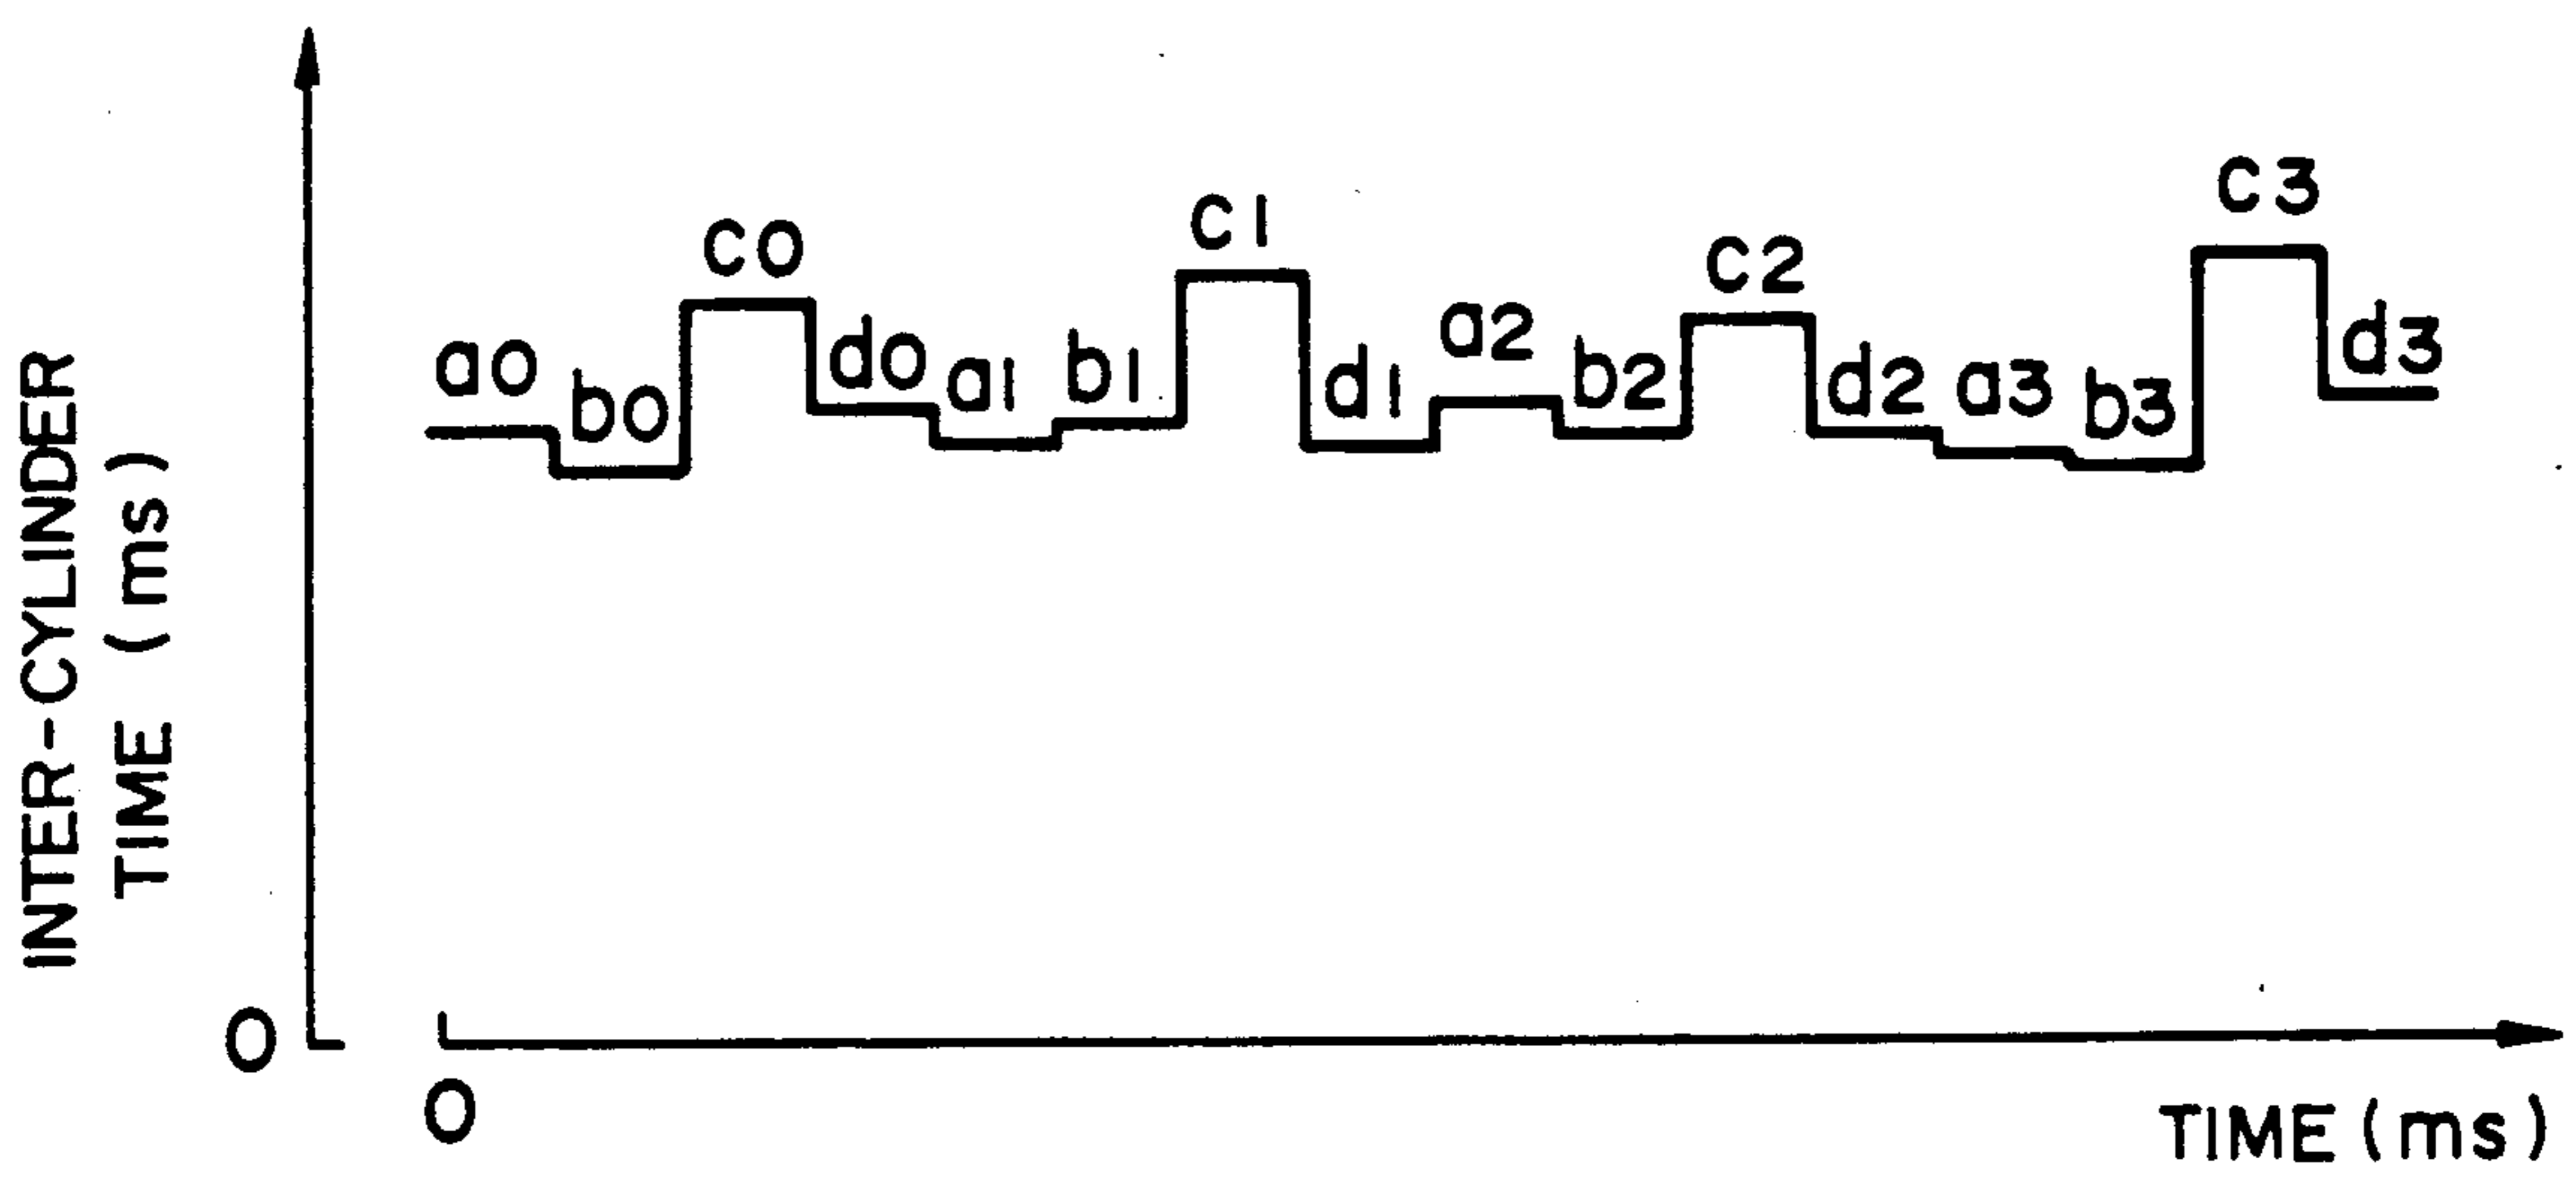 INTER-CYLINDER
TIME (ms)
a0 b0 c0 d0 a1 b1 c1 d1 a2 b2 c2 d2 a3 b3 c3 d3
0
0
TIME (ms)